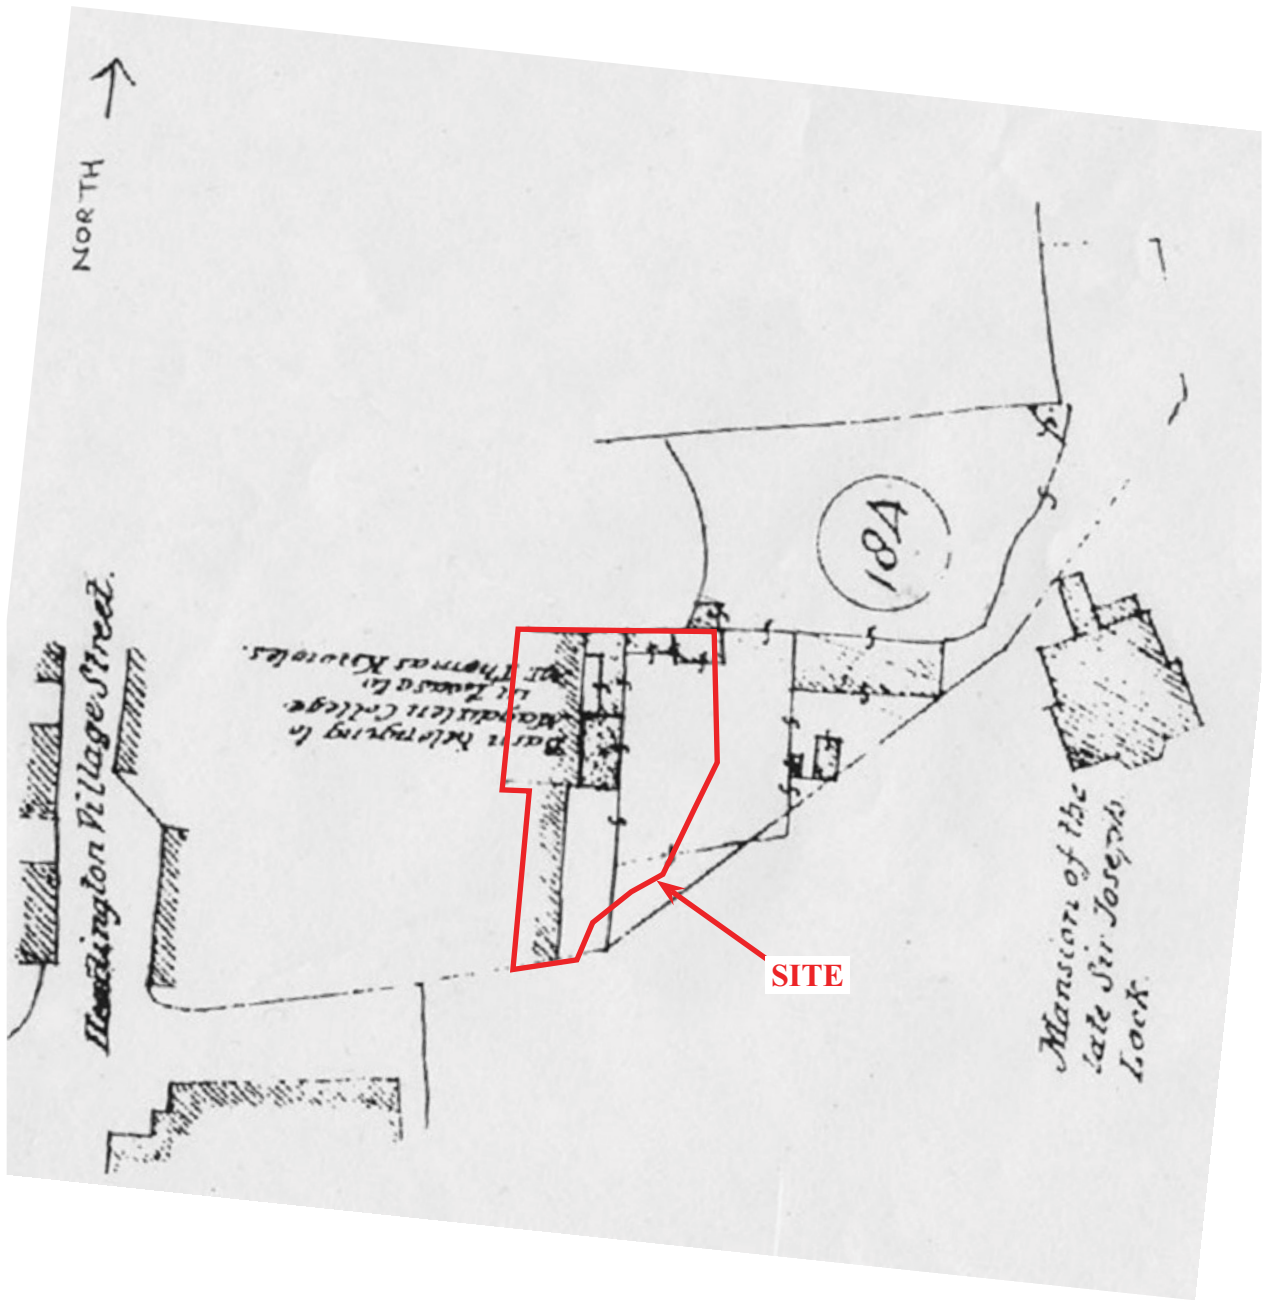 NORTH
Headington Village Street.
Barn belonging to
Magdalen College
in Lease to
Mr Thomas Knowles.
18A
Mansion of the
late Sir Joseph
Lock.
SITE